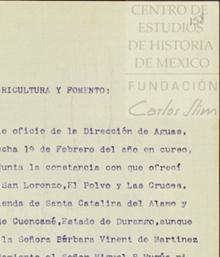 CENTRO DE
ESTUDIOS
DE HISTORIA
DE MEXICO
FUNDACIÓN
Carlos Slim
RICULTURA Y FOMENTO:
e oficio de la Dirección de Aguas,
cha 19 de Febrero del año en curso,
unta la constancia con que ofrecí
San Lorenzo, El Polvo y Las Cruces,
enda de Santa Catalina del Alamo y
de Cuencamé, Estado de Durango, aunque
la Señora Bárbara Vinent de Martínez